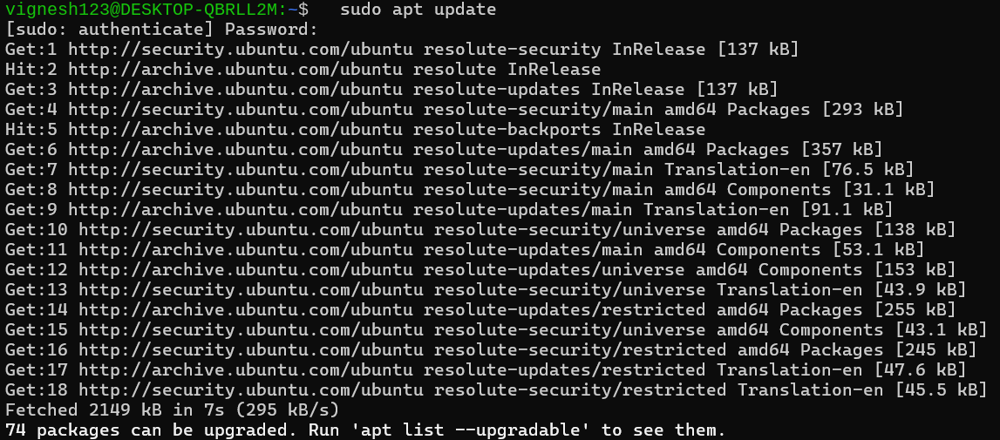 vignesh123@DESKTOP-QBRLL2M:~$   sudo apt update
[sudo: authenticate] Password:
Get:1 http://security.ubuntu.com/ubuntu resolute-security InRelease [137 kB]
Hit:2 http://archive.ubuntu.com/ubuntu resolute InRelease
Get:3 http://archive.ubuntu.com/ubuntu resolute-updates InRelease [137 kB]
Get:4 http://security.ubuntu.com/ubuntu resolute-security/main amd64 Packages [293 kB]
Hit:5 http://archive.ubuntu.com/ubuntu resolute-backports InRelease
Get:6 http://archive.ubuntu.com/ubuntu resolute-updates/main amd64 Packages [357 kB]
Get:7 http://security.ubuntu.com/ubuntu resolute-security/main Translation-en [76.5 kB]
Get:8 http://security.ubuntu.com/ubuntu resolute-security/main amd64 Components [31.1 kB]
Get:9 http://archive.ubuntu.com/ubuntu resolute-updates/main Translation-en [91.1 kB]
Get:10 http://security.ubuntu.com/ubuntu resolute-security/universe amd64 Packages [138 kB]
Get:11 http://archive.ubuntu.com/ubuntu resolute-updates/main amd64 Components [53.1 kB]
Get:12 http://archive.ubuntu.com/ubuntu resolute-updates/universe amd64 Components [153 kB]
Get:13 http://security.ubuntu.com/ubuntu resolute-security/universe Translation-en [43.9 kB]
Get:14 http://archive.ubuntu.com/ubuntu resolute-updates/restricted amd64 Packages [255 kB]
Get:15 http://security.ubuntu.com/ubuntu resolute-security/universe amd64 Components [43.1 kB]
Get:16 http://security.ubuntu.com/ubuntu resolute-security/restricted amd64 Packages [245 kB]
Get:17 http://archive.ubuntu.com/ubuntu resolute-updates/restricted Translation-en [47.6 kB]
Get:18 http://security.ubuntu.com/ubuntu resolute-security/restricted Translation-en [45.5 kB]
Fetched 2149 kB in 7s (295 kB/s)
74 packages can be upgraded. Run 'apt list --upgradable' to see them.